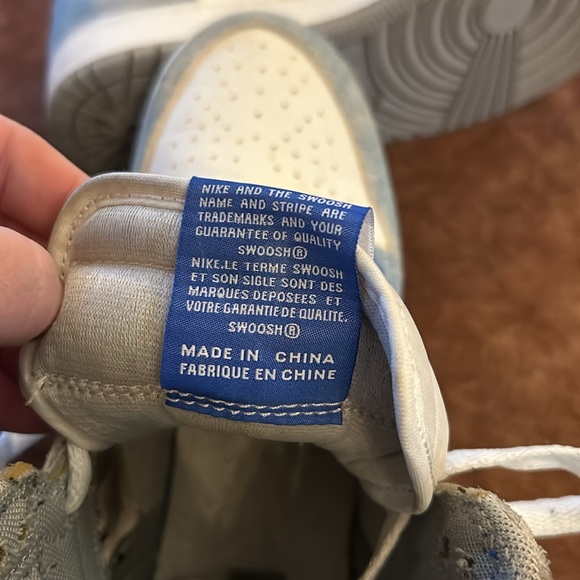 NIKE AND THE SWOOSH
NAME AND STRIPE ARE
TRADEMARKS AND YOUR
GUARANTEE OF QUALITY
SWOOSH®
NIKE.LE TERME SWOOSH
ET SON SIGLE SONT DES
MARQUES DEPOSEES ET
VOTRE GARANTIE DE QUALITE.
SWOOSH®
MADE IN CHINA
FABRIQUE EN CHINE